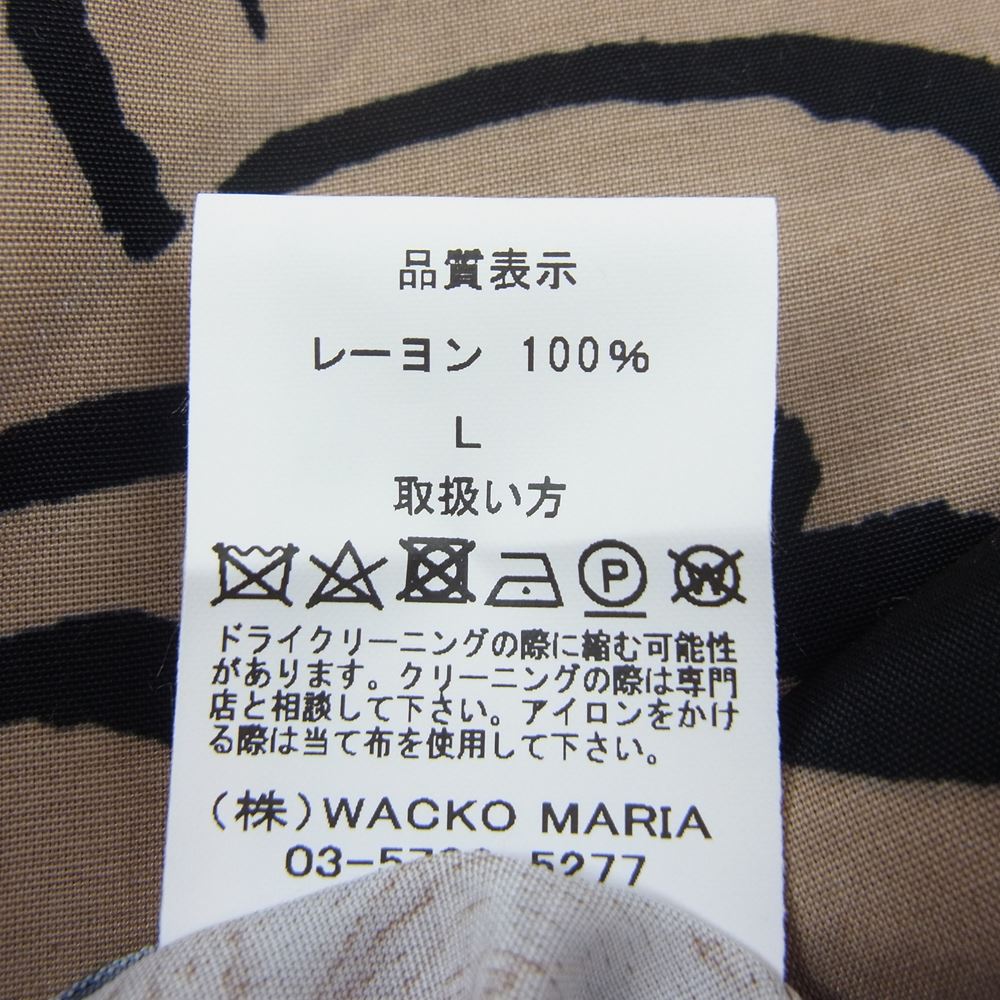 品質表示
レーヨン 100%
L
取扱い方
P W
ドライクリーニングの際に縮む可能性
があります。クリーニングの際は専門
店と相談して下さい。アイロンをかけ
る際は当て布を使用して下さい。
(株)WACKO MARIA
03-5 5277